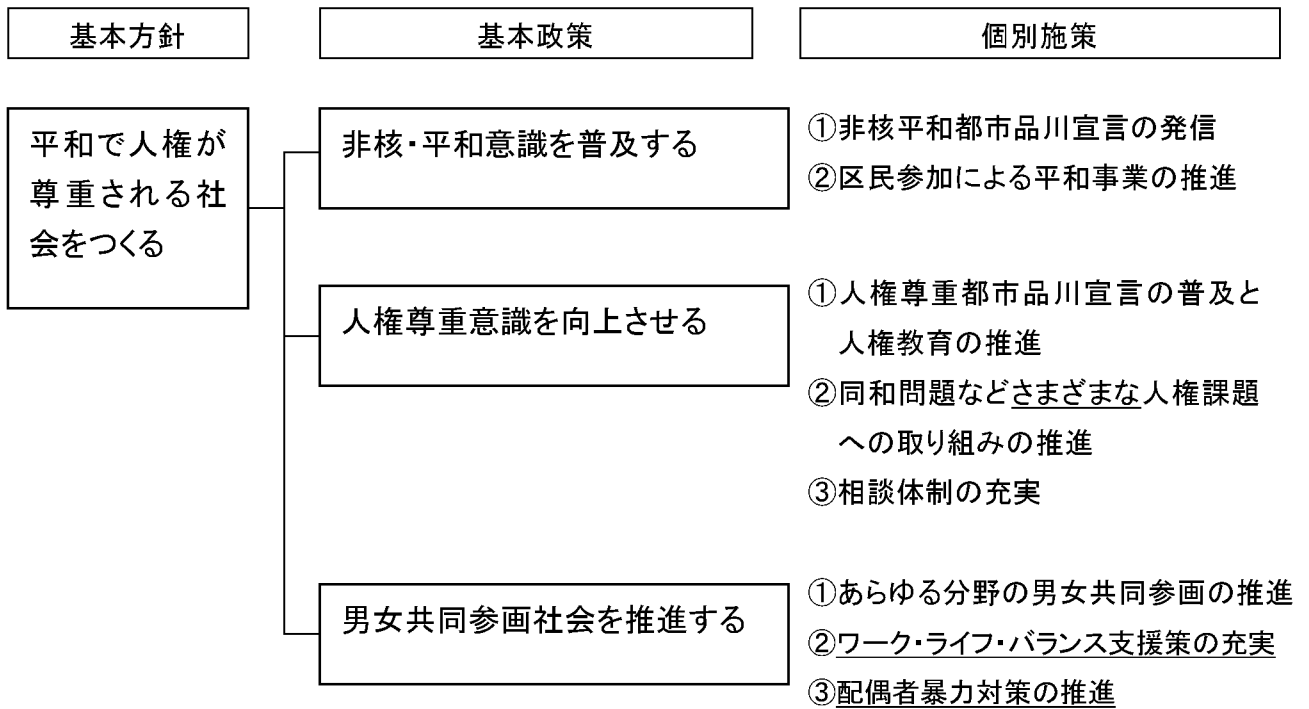 基本方針
基本政策
個別施策
平和で人権が
尊重される社
会をつくる
非核・平和意識を普及する
①非核平和都市品川宣言の発信
②区民参加による平和事業の推進
人権尊重意識を向上させる
①人権尊重都市品川宣言の普及と
人権教育の推進
②同和問題などさまざまな人権課題
への取り組みの推進
③相談体制の充実
男女共同参画社会を推進する
①あらゆる分野の男女共同参画の推進
②ワーク・ライフ・バランス支援策の充実
③配偶者暴力対策の推進